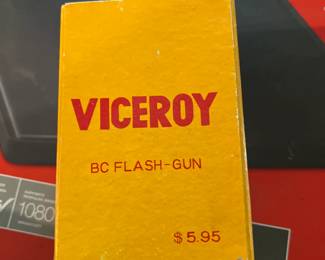 VICEROY
BC FLASH-GUN
$5.95
1080